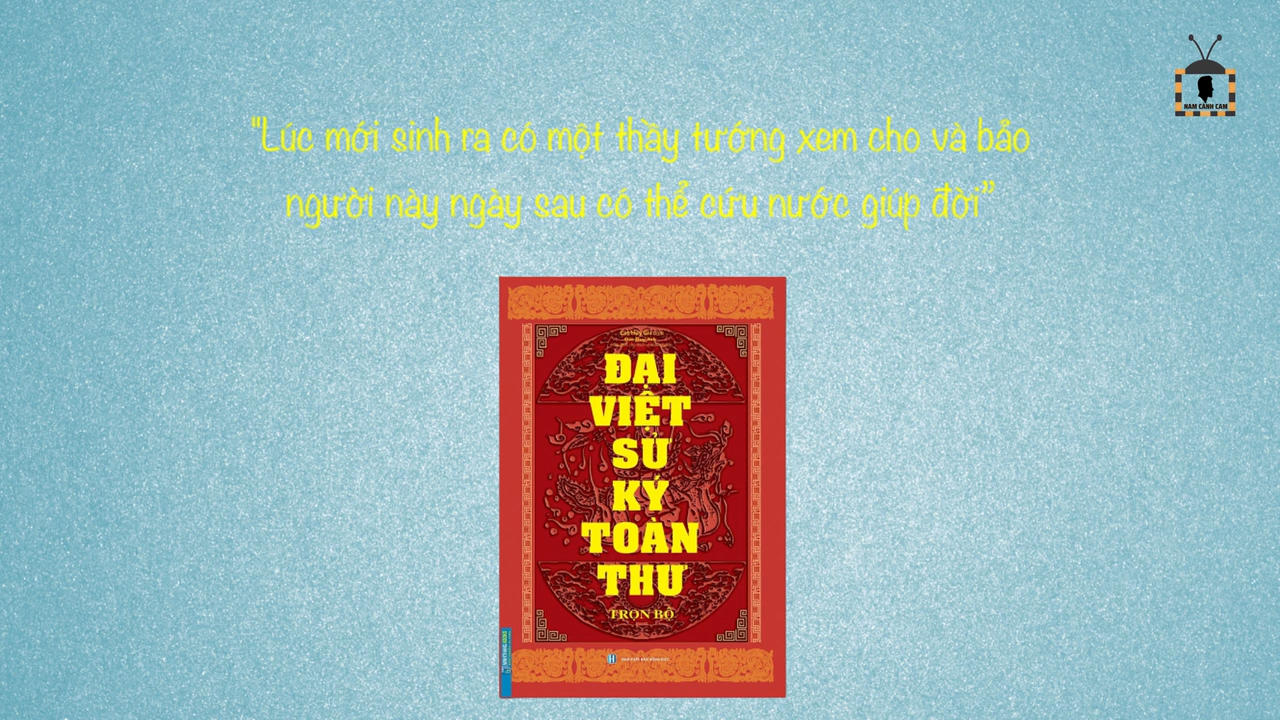 NAM CẢNH CAM
"Lúc mới sinh ra có một thầy tướng xem cho và bảo
người này ngày sau có thể cứu nước giúp đời”
ĐẠI
VIỆT
SỬ
KÝ
TOÀN
THƯ
TRỌN BỘ